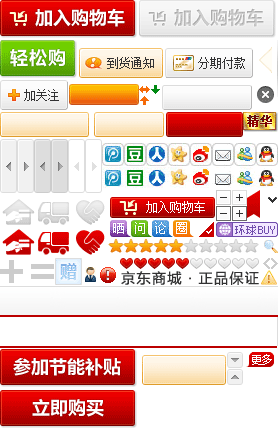 加入购物车 加入购物车
轻松购 到货通知 分期付款
加关注
精华
豆
豆
加入购物车
晒 问 论 圈 环球BUY
赠 京东商城·正品保证
参加节能补贴 更多
立即购买